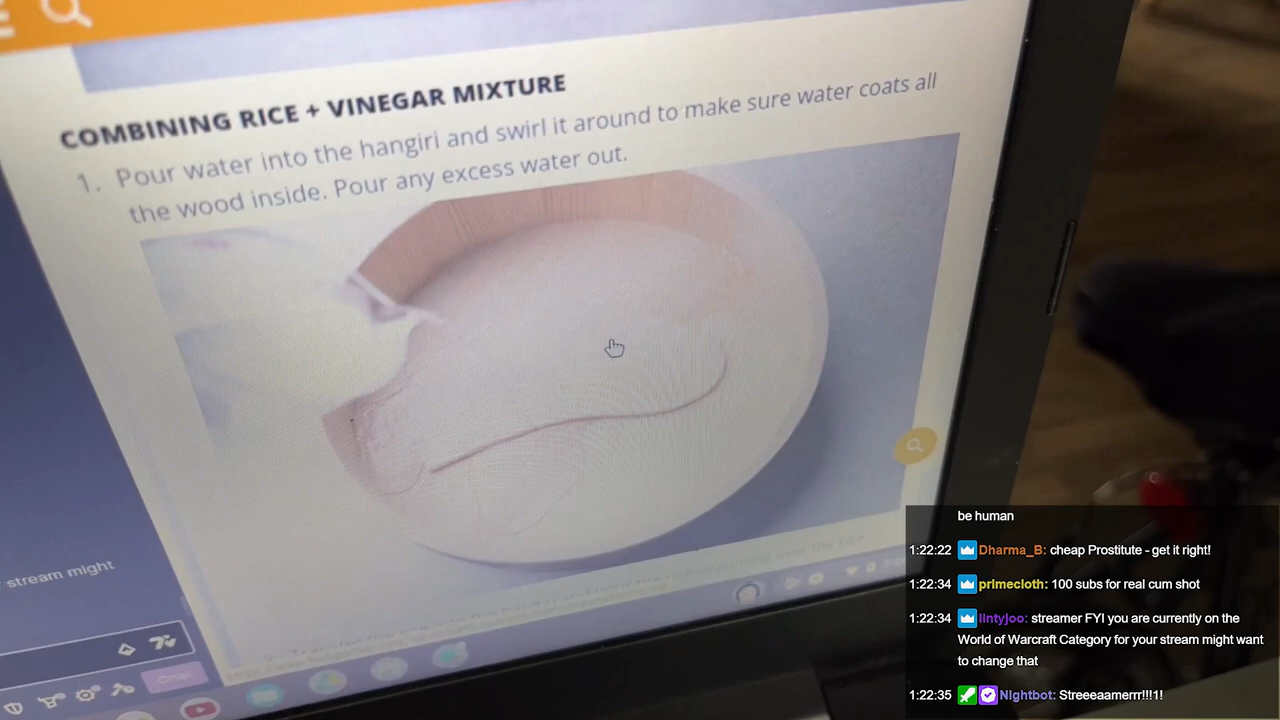 COMBINING RICE + VINEGAR MIXTURE
1. Pour water into the hangiri and swirl it around to make sure water coats all
the wood inside. Pour any excess water out.
stream might
be human
1:22:22 Dharma_B: cheap Prostitute - get it right!
1:22:34 pr1mecloth: 100 subs for real cum shot
1:22:34 iintyjoo: streamer FYI you are currently on the
World of Warcraft Category for your stream might want
to change that
1:22:35 Nightbot: Streeeaamerrr!!!1!